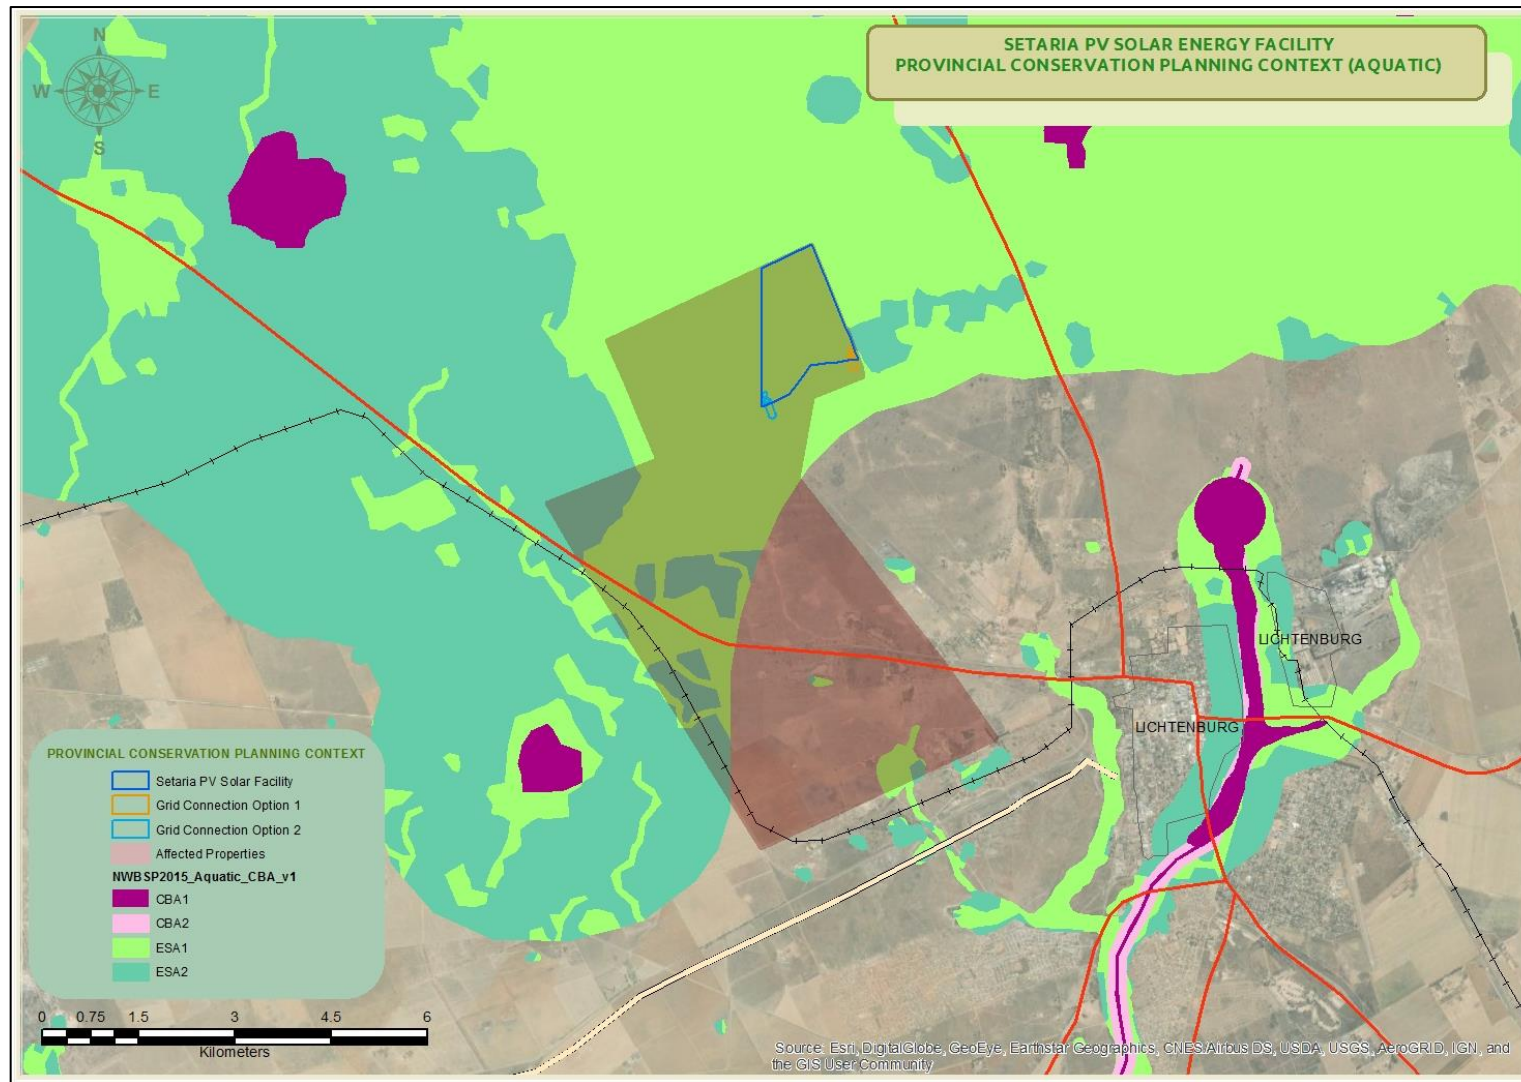 SETARIA PV SOLAR ENERGY FACILITY
PROVINCIAL CONSERVATION PLANNING CONTEXT (AQUATIC)
N
W
E
S
LICHTENBURG
LICHTENBURG
PROVINCIAL CONSERVATION PLANNING CONTEXT
Setaria PV Solar Facility
Grid Connection Option 1
Grid Connection Option 2
Affected Properties
NWBSP2015_Aquatic_CBA_v1
CBA1
CBA2
ESA1
ESA2
0 0.75 1.5 3 4.5 6
Kilometers
Source: Esri, DigitalGlobe, GeoEye, Earthstar Geographics, CNES/Airbus DS, USDA, USGS, AeroGRID, IGN, and
the GIS User Community